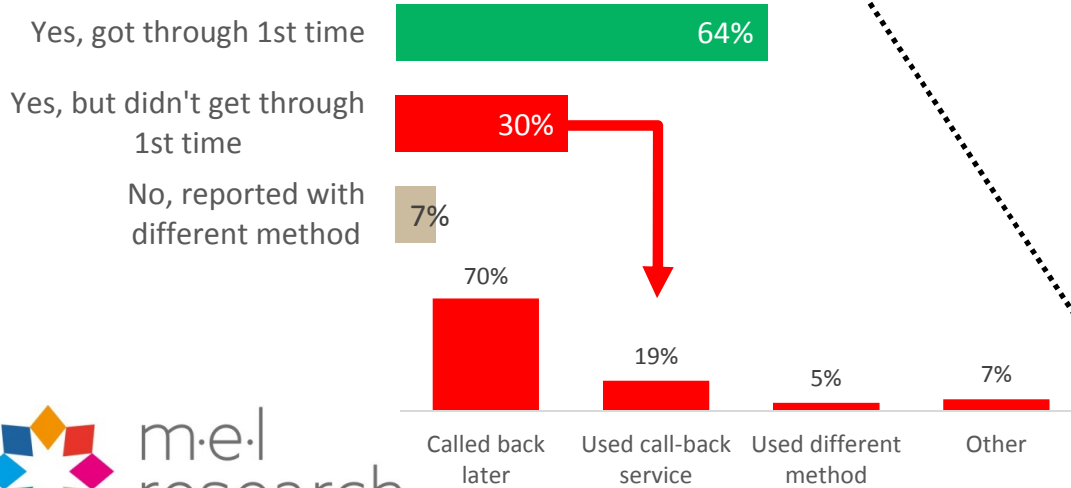 Yes, got through 1st time
64%
Yes, but didn't get through
1st time
30%
No, reported with
different method
7%
70%
19%
5%
7%
Called back
later
Used call-back
service
Used different
method
Other
m·e·l
research